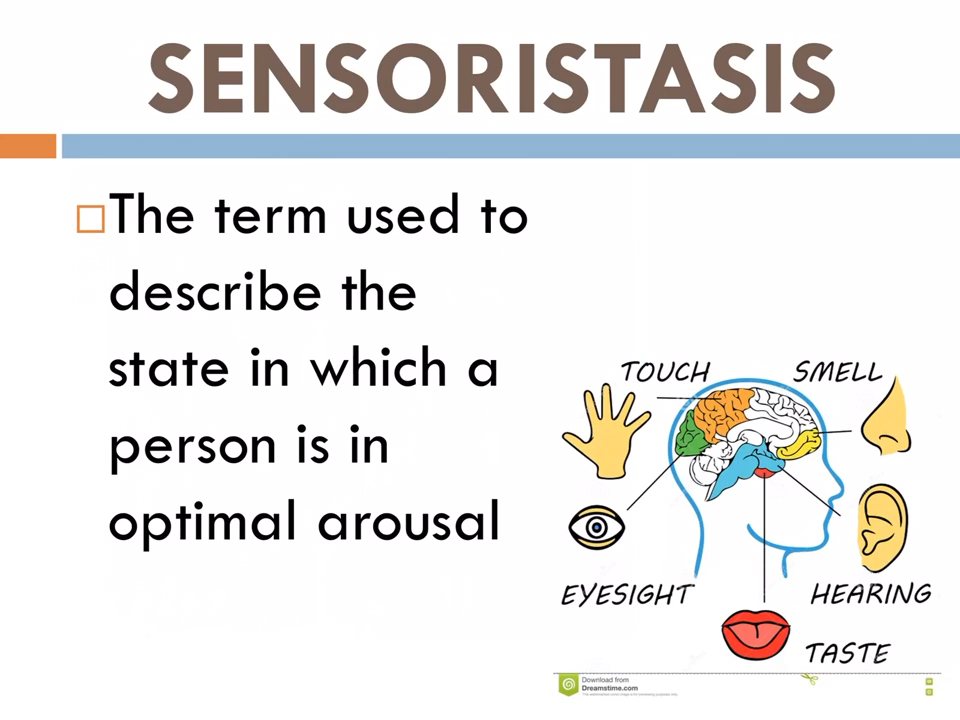 SENSORISTASIS
The term used to
describe the
state in which a
person is in
optimal arousal
TOUCH
SMELL
EYESIGHT
HEARING
TASTE
Download from
Dreamstime.com